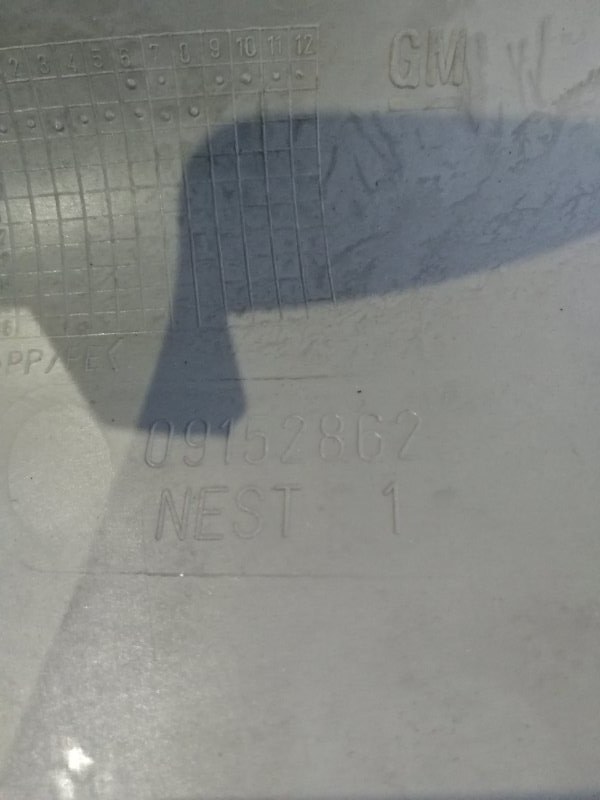 2 3 4 5 6 7 8 9 10 11 12
GM
>PP/PE<
09152862
NEST 1